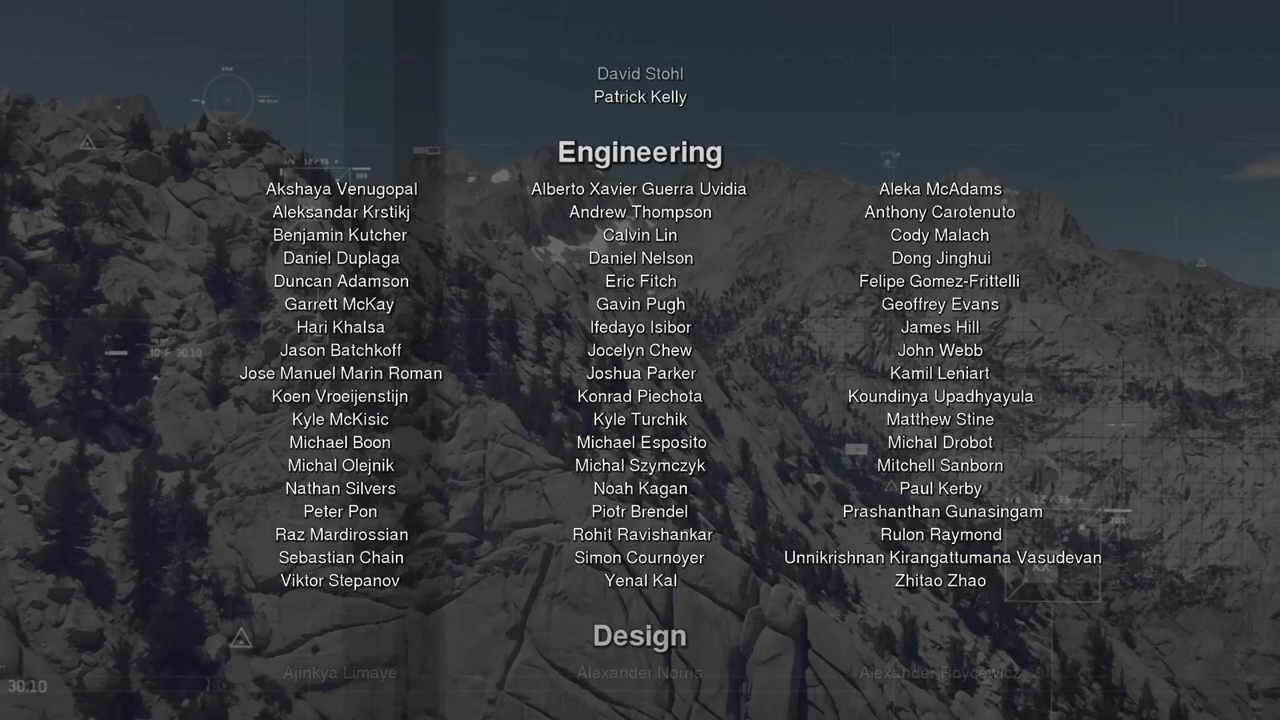 David Stohl
Patrick Kelly
Engineering
Akshaya Venugopal Alberto Xavier Guerra Uvidia Aleka McAdams
Aleksandar Krstikj Andrew Thompson Anthony Carotenuto
Benjamin Kutcher Calvin Lin Cody Malach
Daniel Duplaga Daniel Nelson Dong Jinghui
Duncan Adamson Eric Fitch Felipe Gomez-Frittelli
Garrett McKay Gavin Pugh Geoffrey Evans
Hari Khalsa Ifedayo Isibor James Hill
Jason Batchkoff Jocelyn Chew John Webb
Jose Manuel Marin Roman Joshua Parker Kamil Leniart
Koen Vroeijenstijn Konrad Piechota Koundinya Upadhyayula
Kyle McKisic Kyle Turchik Matthew Stine
Michael Boon Michael Esposito Michal Drobot
Michal Olejnik Michal Szymczyk Mitchell Sanborn
Nathan Silvers Noah Kagan Paul Kerby
Peter Pon Piotr Brendel Prashanthan Gunasingam
Raz Mardirossian Rohit Ravishankar Rulon Raymond
Sebastian Chain Simon Cournoyer Unnikrishnan Kirangattumana Vasudevan
Viktor Stepanov Yenal Kal Zhitao Zhao
Design
Ajinkya Limaye Alexander Norris Alexander Roycewicz
30.10